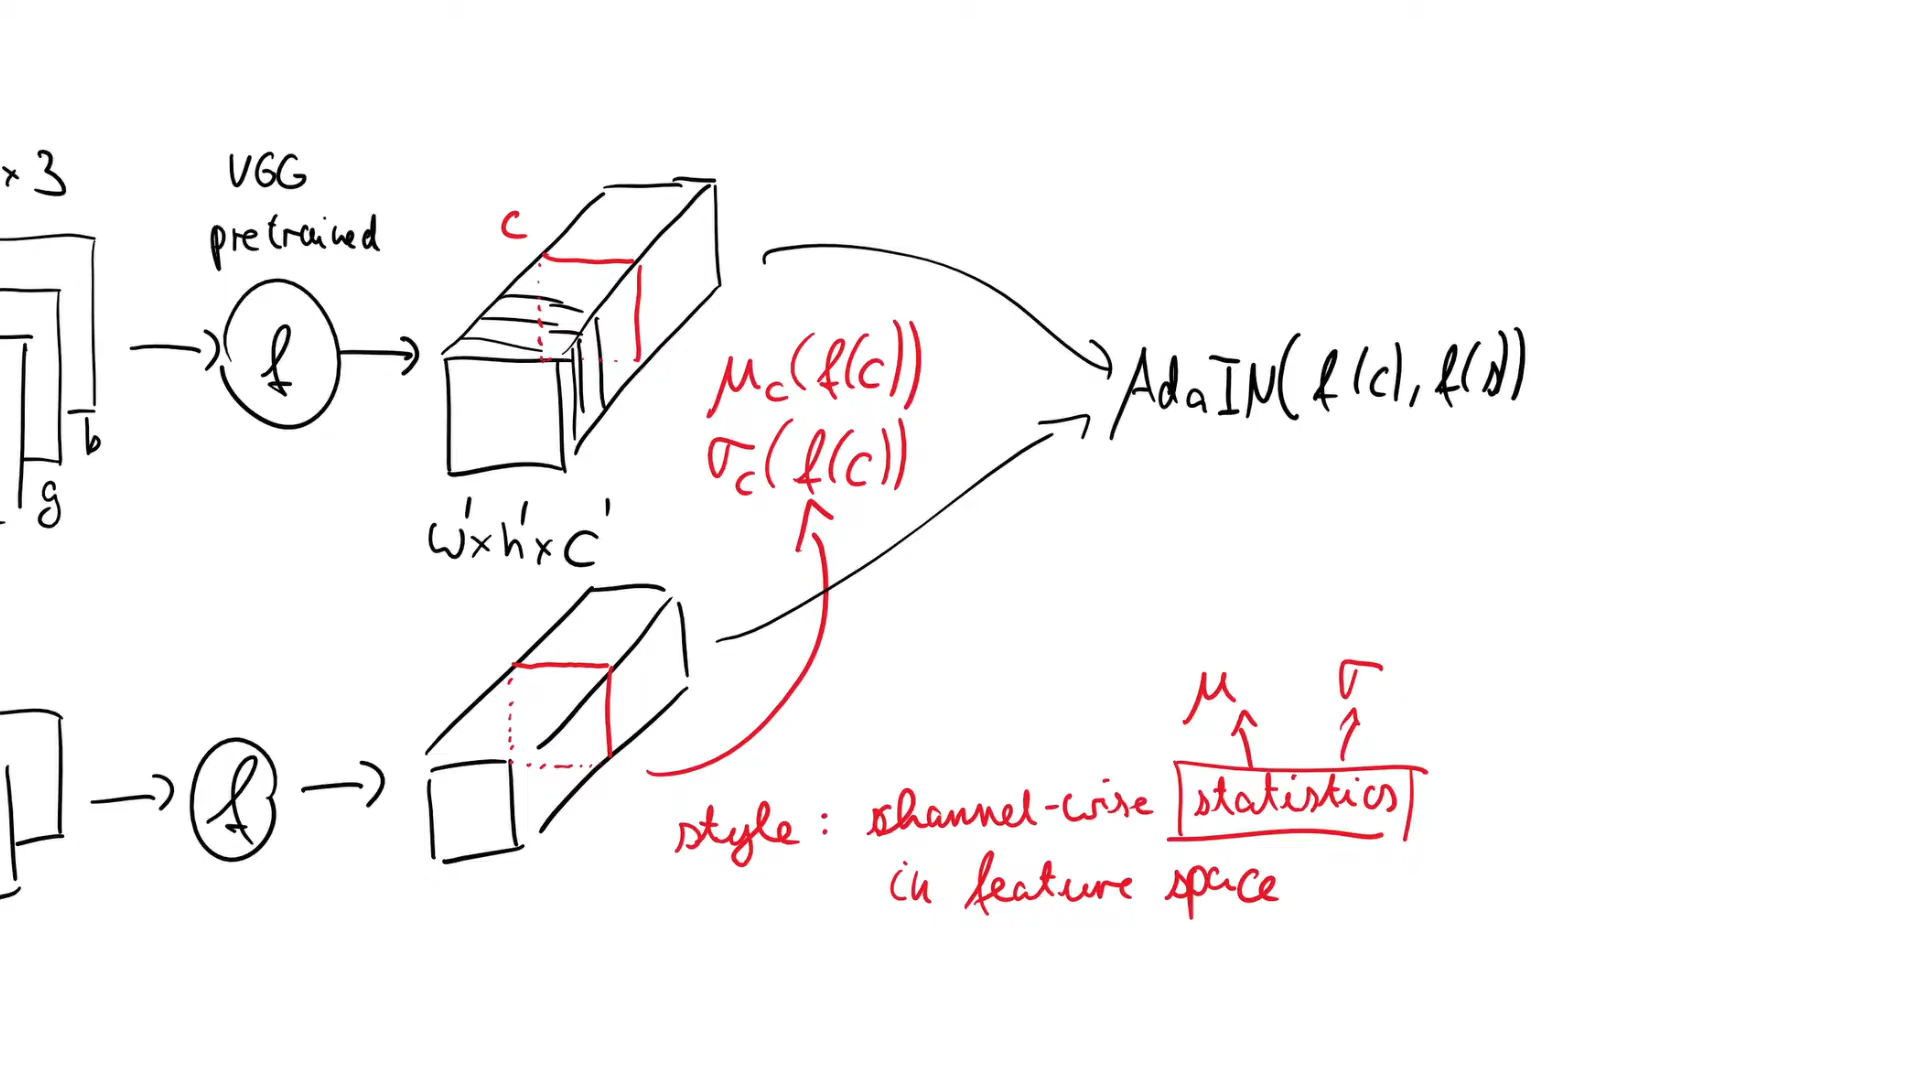 × 3
VGG
pretrained
f
b
g
c
w'×h'×c'
μc(f(c))
σc(f(c))
AdaIN(f(c), f(s))
f
μ σ
style: channel-wise statistics
in feature space